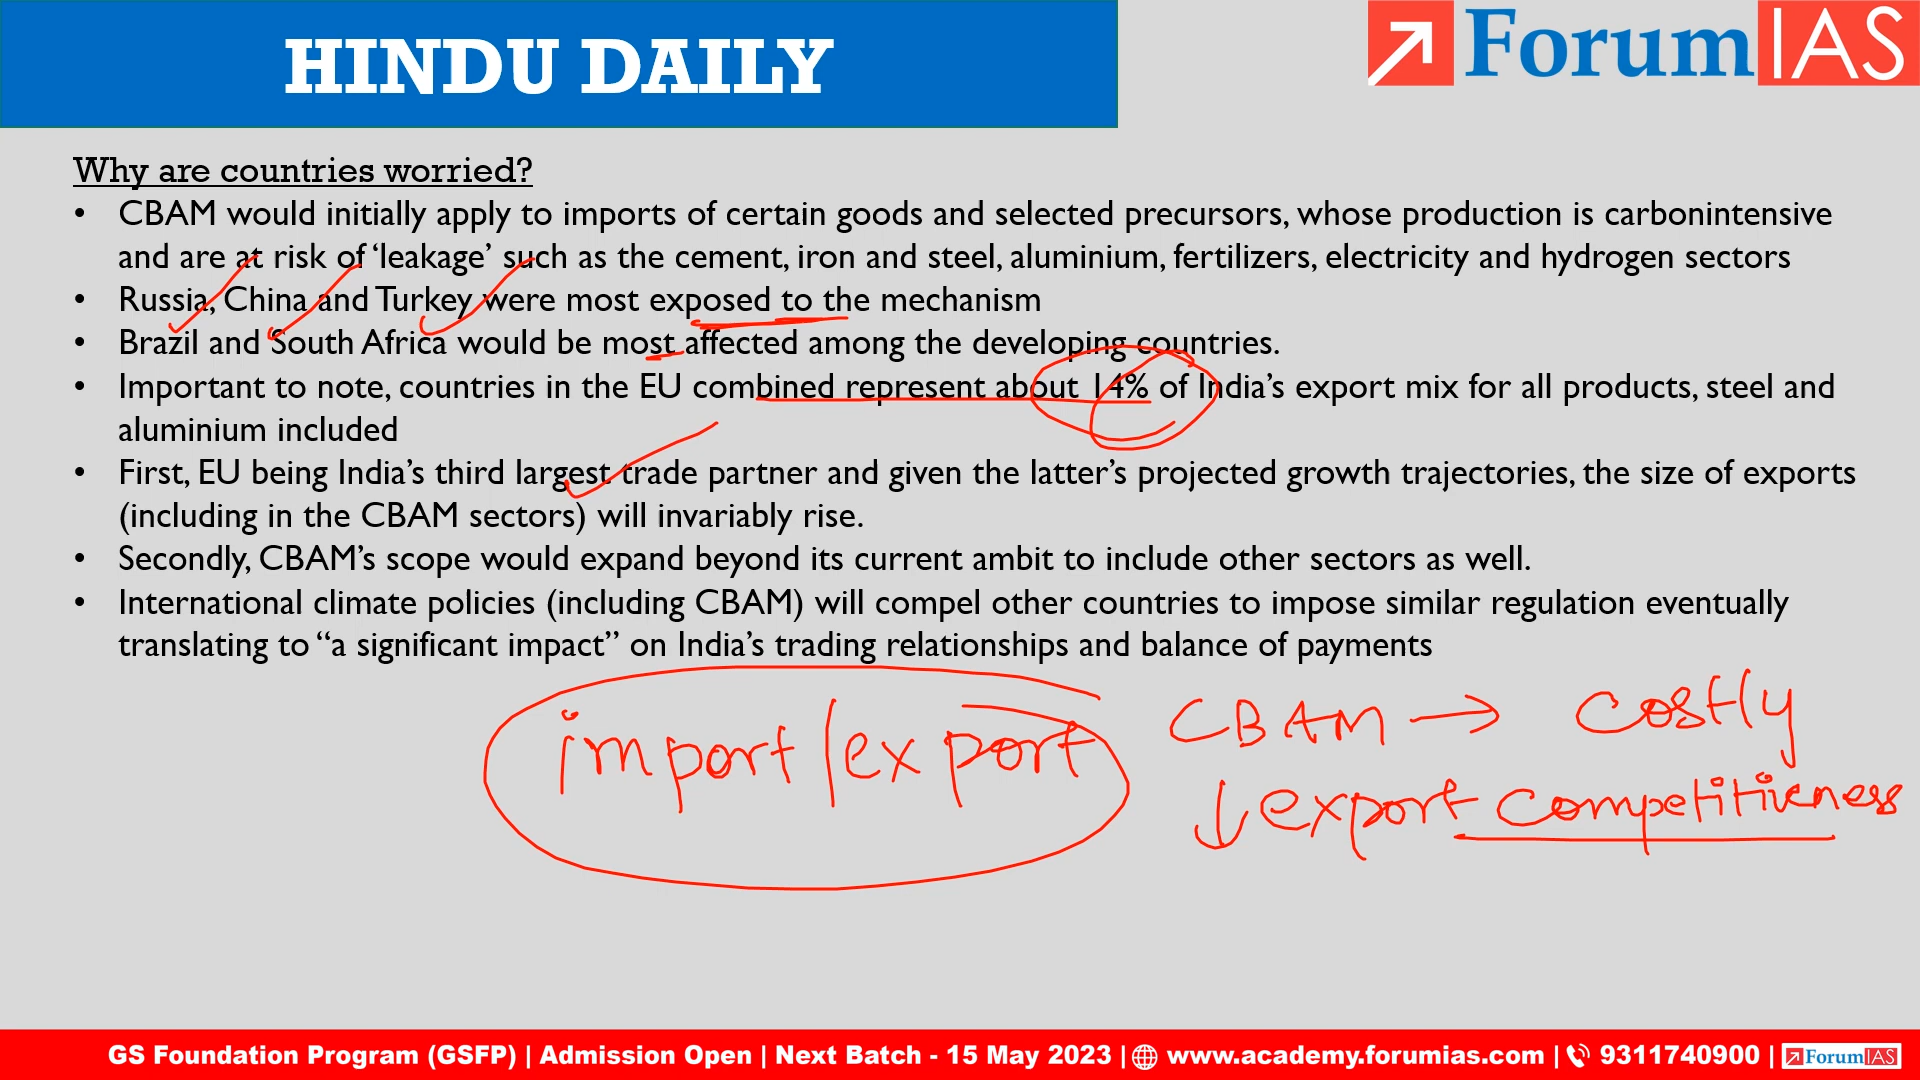 HINDU DAILY
ForumIAS
Why are countries worried?
• CBAM would initially apply to imports of certain goods and selected precursors, whose production is carbonintensive
and are at risk of ‘leakage’ such as the cement, iron and steel, aluminium, fertilizers, electricity and hydrogen sectors
• Russia, China and Turkey were most exposed to the mechanism
• Brazil and South Africa would be most affected among the developing countries.
• Important to note, countries in the EU combined represent about 14% of India’s export mix for all products, steel and
aluminium included
• First, EU being India’s third largest trade partner and given the latter’s projected growth trajectories, the size of exports
(including in the CBAM sectors) will invariably rise.
• Secondly, CBAM’s scope would expand beyond its current ambit to include other sectors as well.
• International climate policies (including CBAM) will compel other countries to impose similar regulation eventually
translating to “a significant impact” on India’s trading relationships and balance of payments
import/export
CBAM → Costly
↓ export competitiveness
GS Foundation Program (GSFP) | Admission Open | Next Batch - 15 May 2023 | www.academy.forumias.com | 9311740900 | ForumIAS